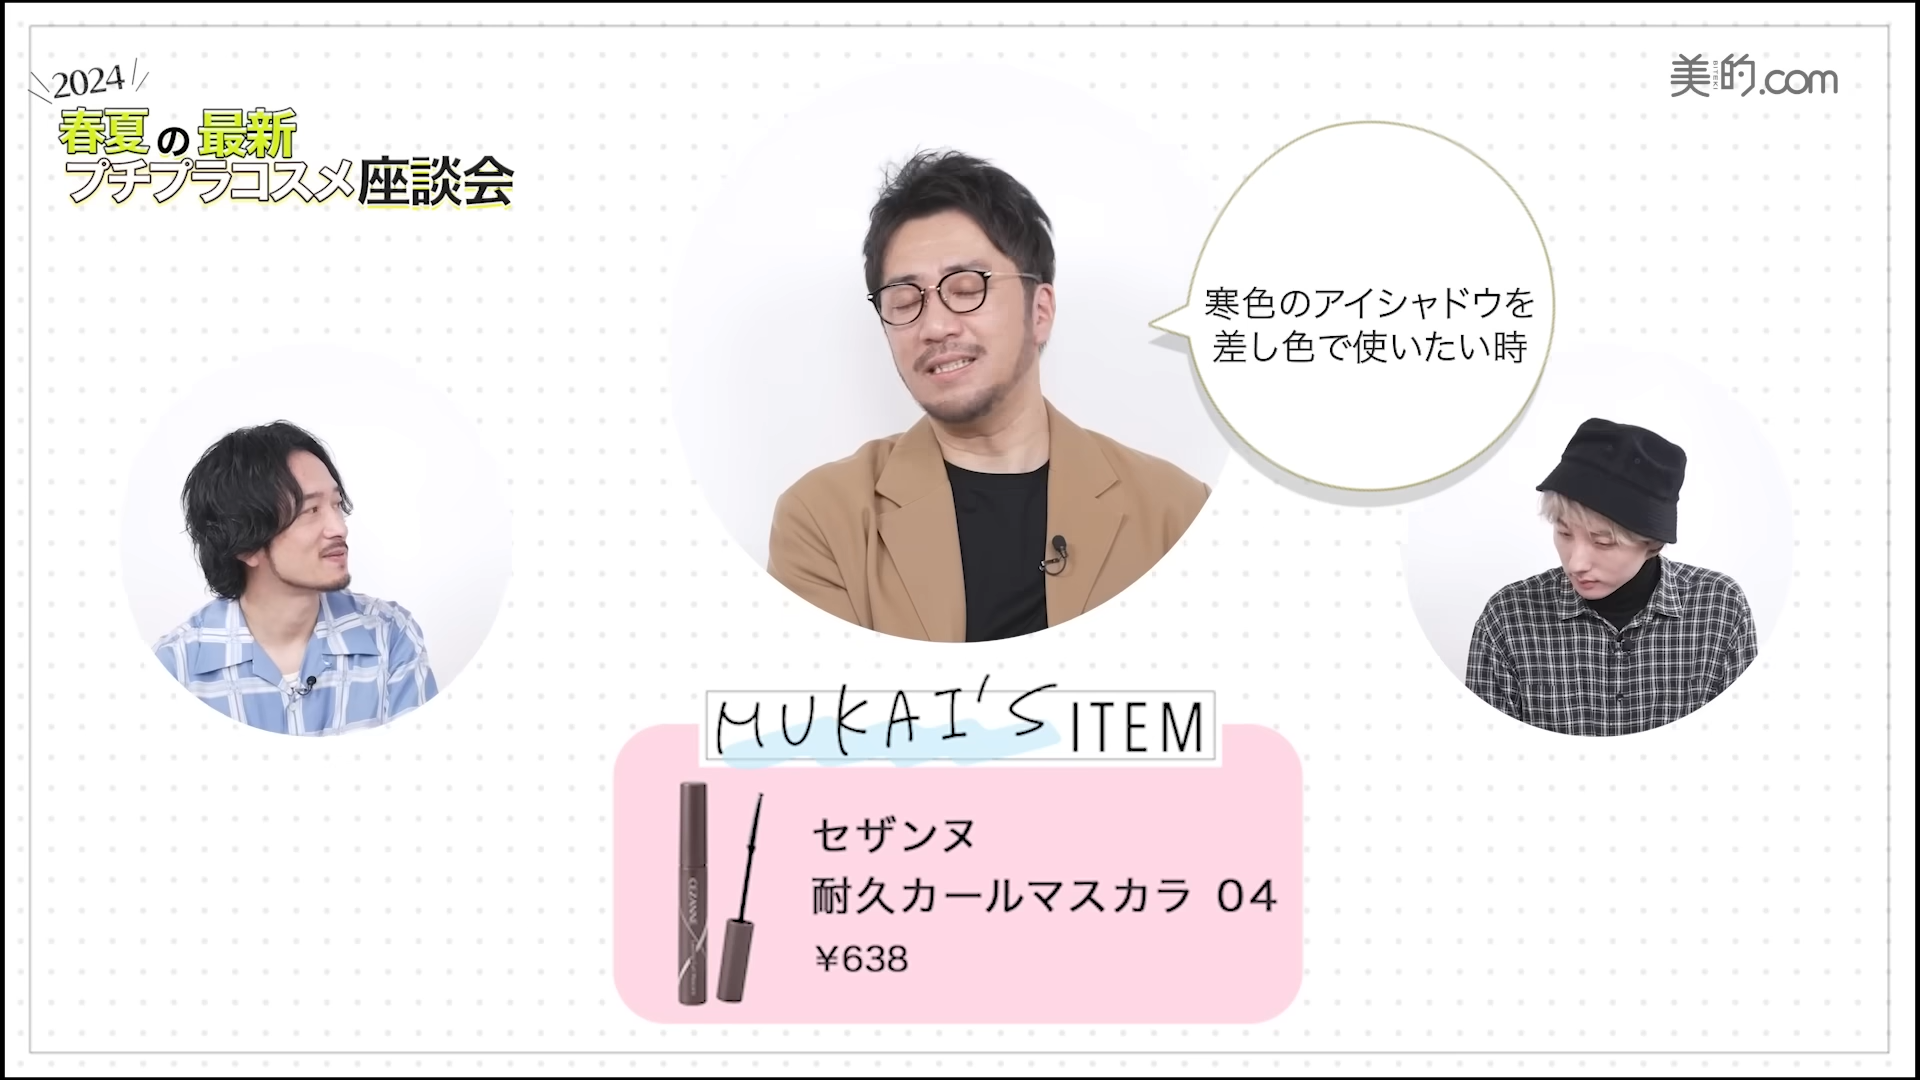 2024
春夏の最新
プチプラコスメ座談会
美的.com
BITEKI
寒色のアイシャドウを
差し色で使いたい時
MUKAI'S ITEM
セザンヌ
耐久カールマスカラ 04
¥638
CEZANNE